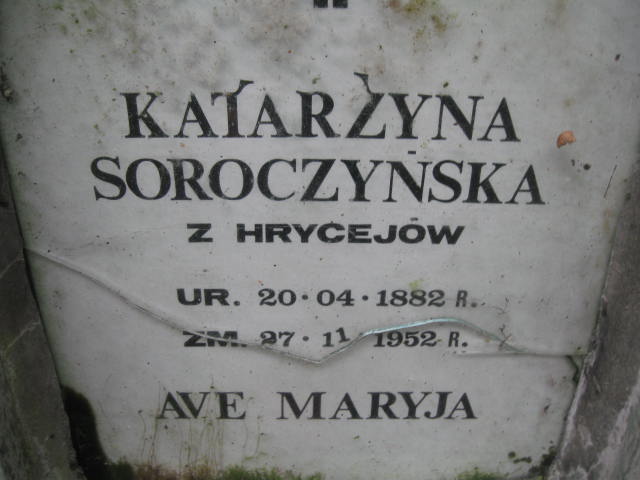 KATARZYNA
SOROCZYŃSKA
Z HRYCEJÓW
UR. 20·04·1882 R.
ZM. 27·11 1952 R.
AVE MARYJA